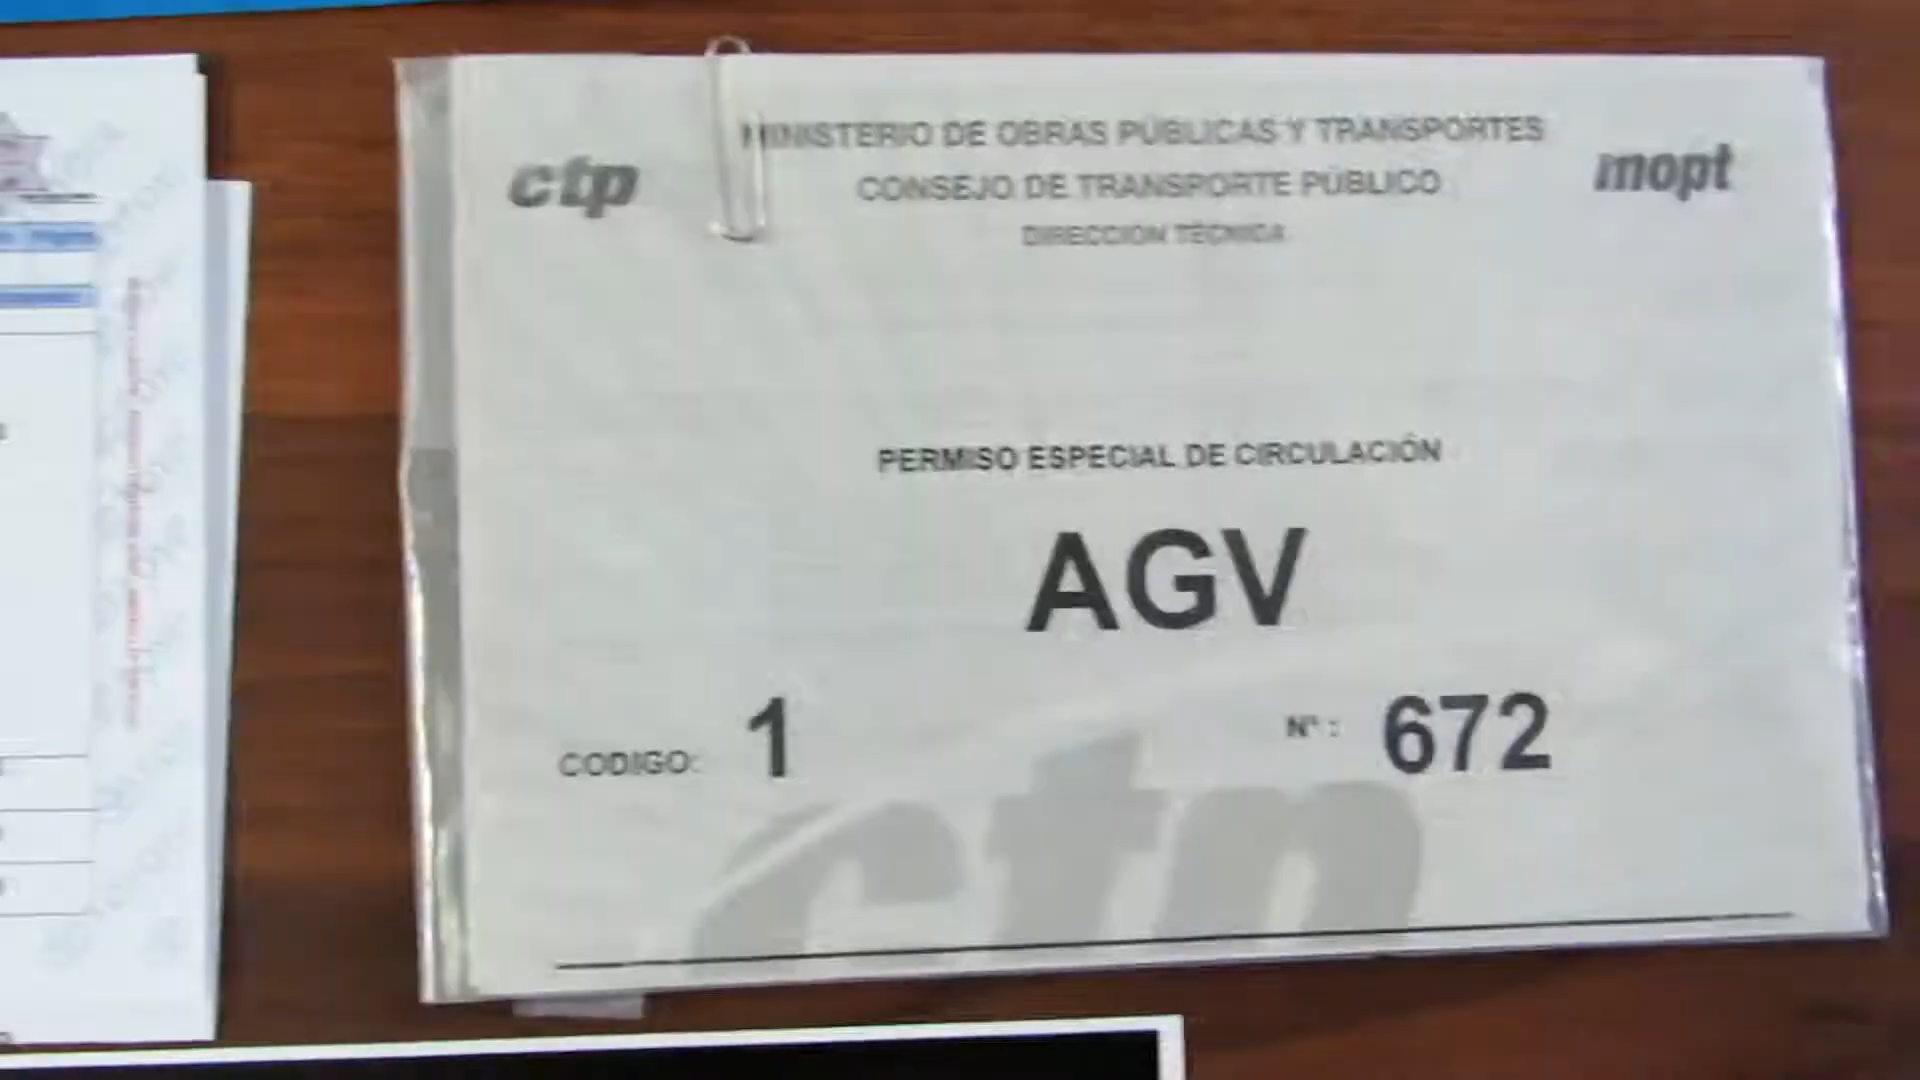 MINISTERIO DE OBRAS PÚBLICAS Y TRANSPORTES
ctp
mopt
CONSEJO DE TRANSPORTE PÚBLICO
DIRECCIÓN TÉCNICA
PERMISO ESPECIAL DE CIRCULACIÓN
AGV
CODIGO: 1 N°: 672
ctp